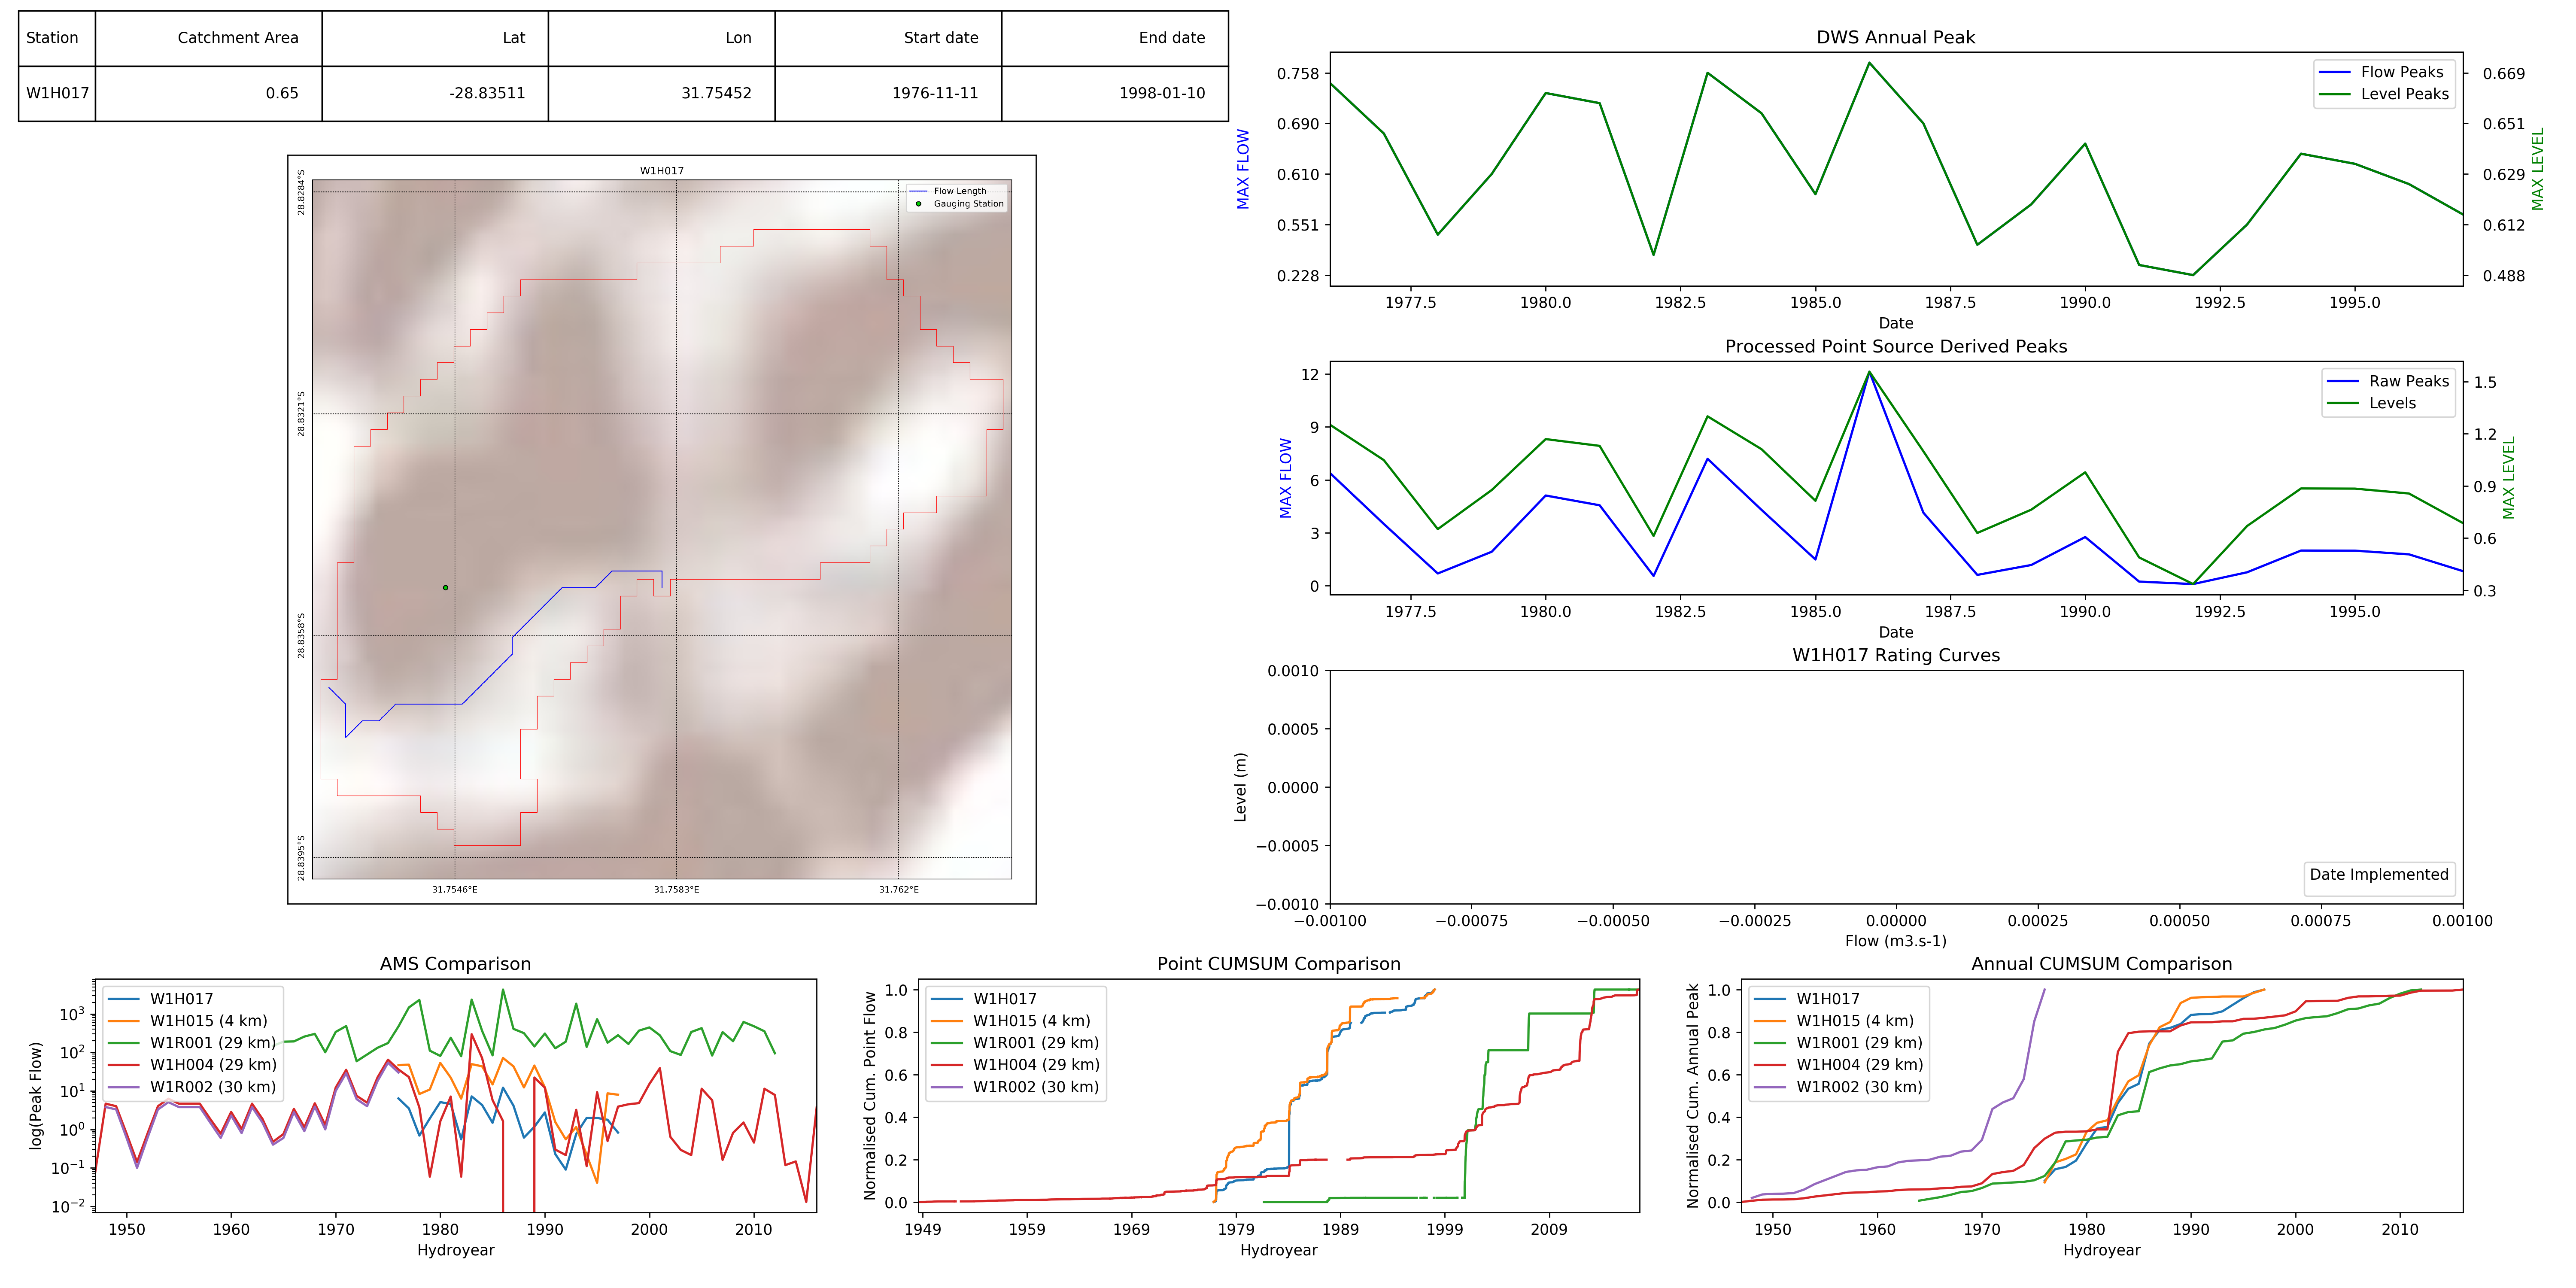 Station Catchment Area Lat Lon Start date End date
W1H017 0.65 -28.83511 31.75452 1976-11-11 1998-01-10
W1H017
Flow Length
Gauging Station
28.8284°S
28.8321°S
28.8358°S
28.8395°S
31.7546°E 31.7583°E 31.762°E
DWS Annual Peak
Flow Peaks
Level Peaks
MAX FLOW
0.758
0.690
0.610
0.551
0.228
0.669
0.651
0.629
0.612
0.488
MAX LEVEL
1977.5 1980.0 1982.5 1985.0 1987.5 1990.0 1992.5 1995.0
Date
Processed Point Source Derived Peaks
Raw Peaks
Levels
MAX FLOW
12
9
6
3
0
1.5
1.2
0.9
0.6
0.3
MAX LEVEL
1977.5 1980.0 1982.5 1985.0 1987.5 1990.0 1992.5 1995.0
Date
W1H017 Rating Curves
Level (m)
0.0010
0.0005
0.0000
−0.0005
−0.0010
Date Implemented
−0.00100 −0.00075 −0.00050 −0.00025 0.00000 0.00025 0.00050 0.00075 0.00100
Flow (m3.s-1)
AMS Comparison
W1H017
W1H015 (4 km)
W1R001 (29 km)
W1H004 (29 km)
W1R002 (30 km)
log(Peak Flow)
10³
10²
10¹
10⁰
10⁻¹
10⁻²
1950 1960 1970 1980 1990 2000 2010
Hydroyear
Point CUMSUM Comparison
W1H017
W1H015 (4 km)
W1R001 (29 km)
W1H004 (29 km)
W1R002 (30 km)
Normalised Cum. Point Flow
1.0
0.8
0.6
0.4
0.2
0.0
1949 1959 1969 1979 1989 1999 2009
Hydroyear
Annual CUMSUM Comparison
W1H017
W1H015 (4 km)
W1R001 (29 km)
W1H004 (29 km)
W1R002 (30 km)
Normalised Cum. Annual Peak
1.0
0.8
0.6
0.4
0.2
0.0
1950 1960 1970 1980 1990 2000 2010
Hydroyear